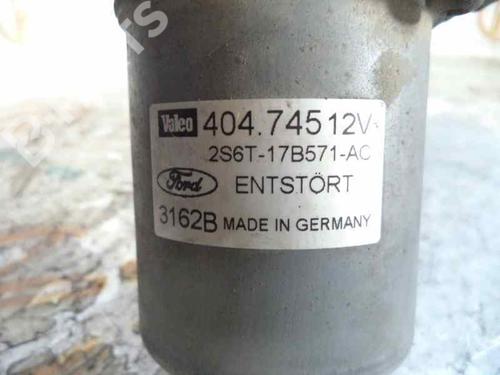 Valeo 404.745 12V
2S6T-17B571-AC
Ford ENTSTÖRT
3162B MADE IN GERMANY